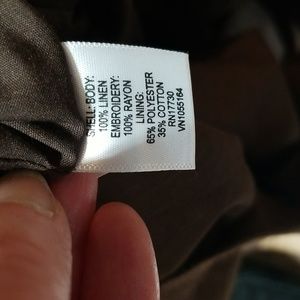 SHELL: BODY:
100% LINEN
EMBROIDERY:
100% RAYON
LINING:
65% POLYESTER
35% COTTON
RN17730
VN1055164